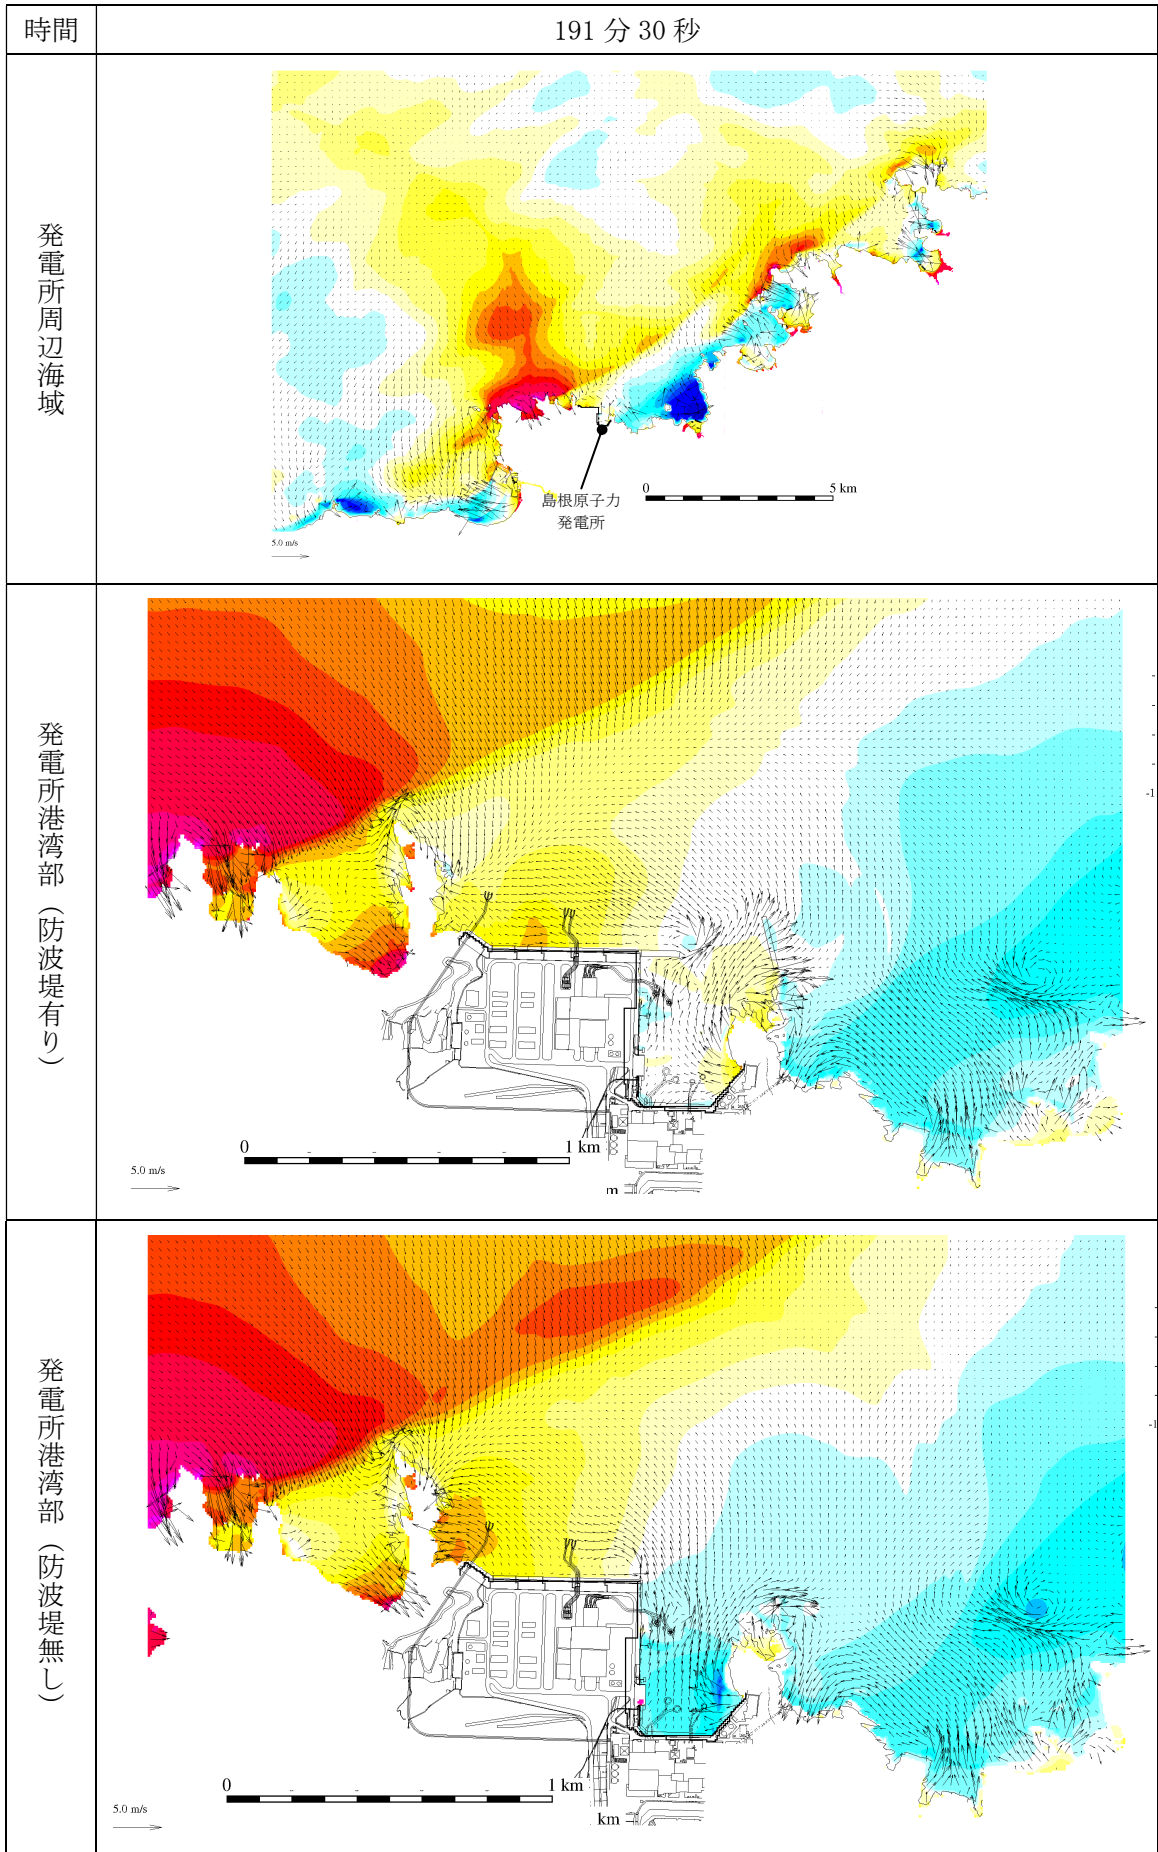 時間
191 分 30 秒
発電所周辺海域
島根原子力
発電所
0
5 km
5.0 m/s
発電所港湾部（防波堤有り）
-1
0
1 km
5.0 m/s
m
発電所港湾部（防波堤無し）
-1
0
1 km
5.0 m/s
km